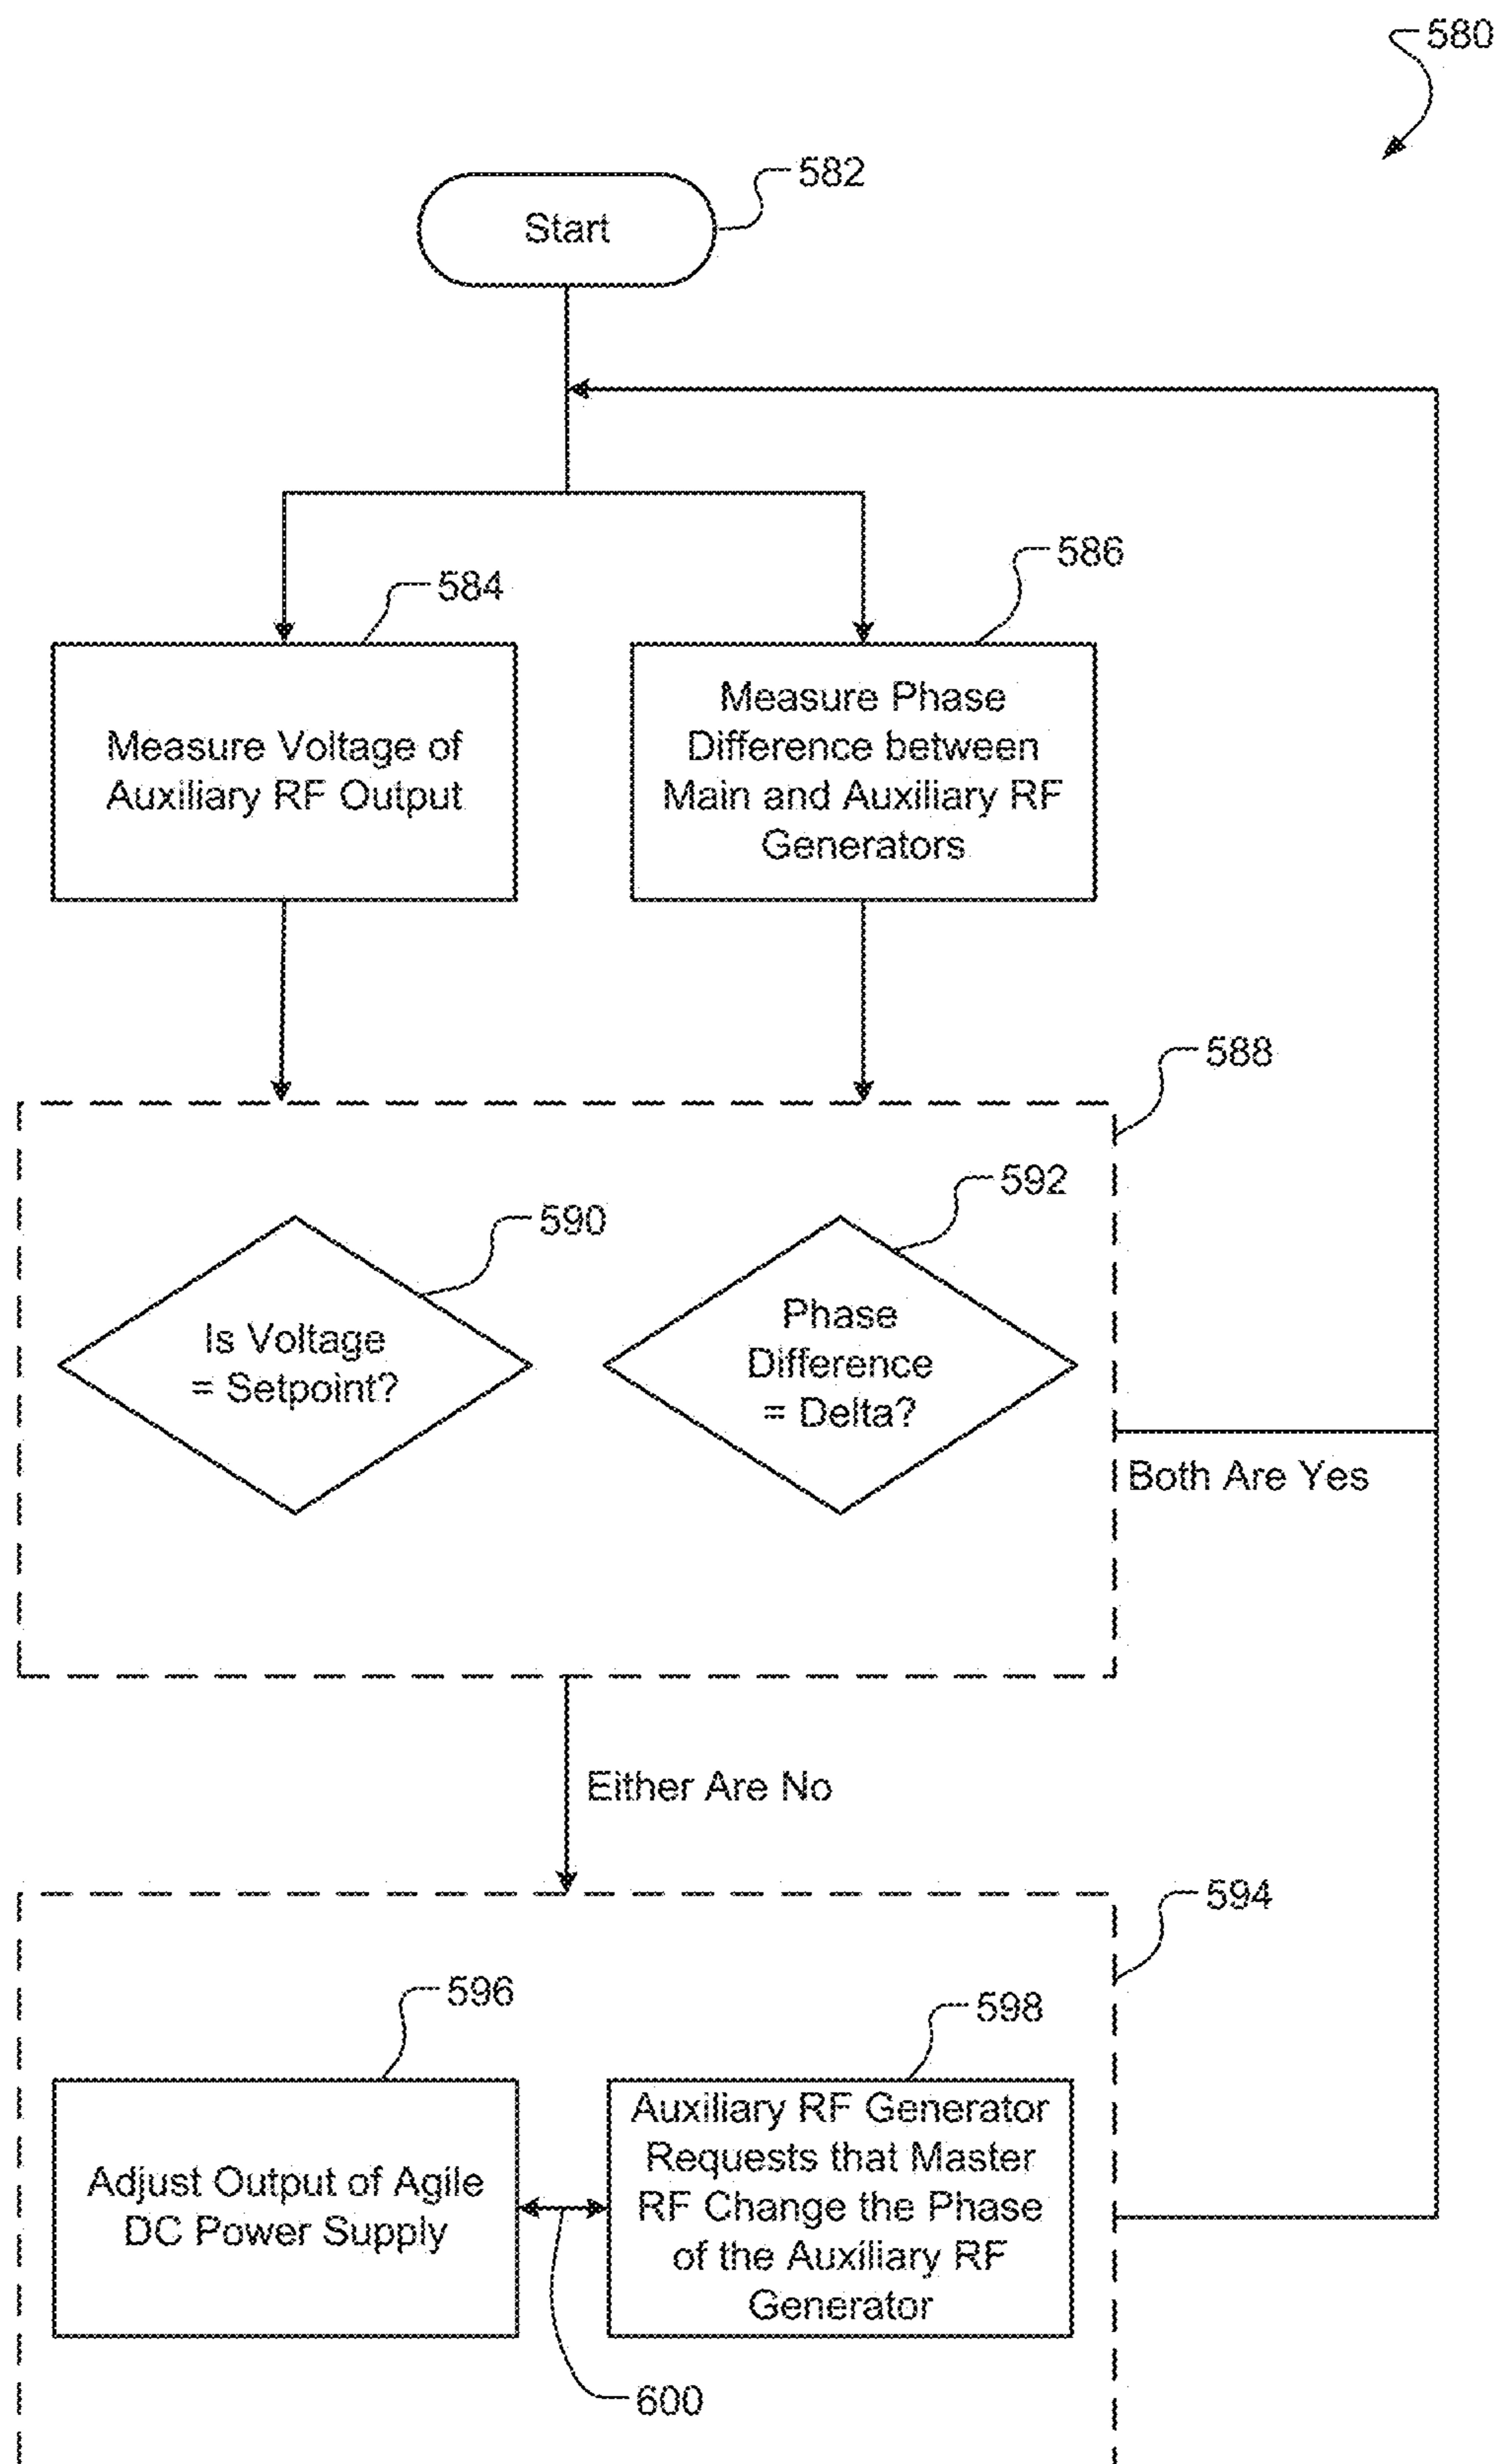 580
582
Start
584
586
Measure Voltage of
Auxiliary RF Output
Measure Phase
Difference between
Main and Auxiliary RF
Generators
588
590
592
Is Voltage
= Setpoint?
Phase
Difference
= Delta?
Both Are Yes
Either Are No
594
596
598
Adjust Output of Agile
DC Power Supply
Auxiliary RF Generator
Requests that Master
RF Change the Phase
of the Auxiliary RF
Generator
600